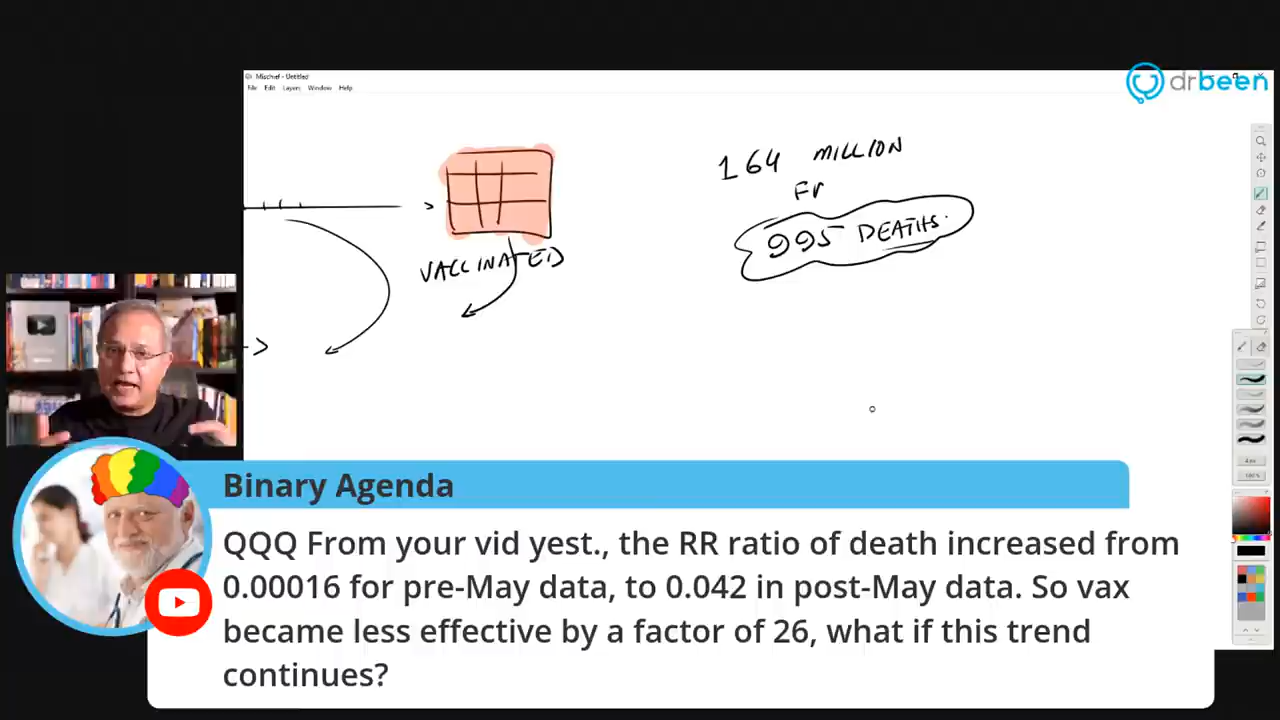 Mischief - Untitled
File Edit Layers Window Help
drbeen
164 MILLION
995 DEATHS.
VACCINATED
Binary Agenda
QQQ From your vid yest., the RR ratio of death increased from
0.00016 for pre-May data, to 0.042 in post-May data. So vax
became less effective by a factor of 26, what if this trend
continues?